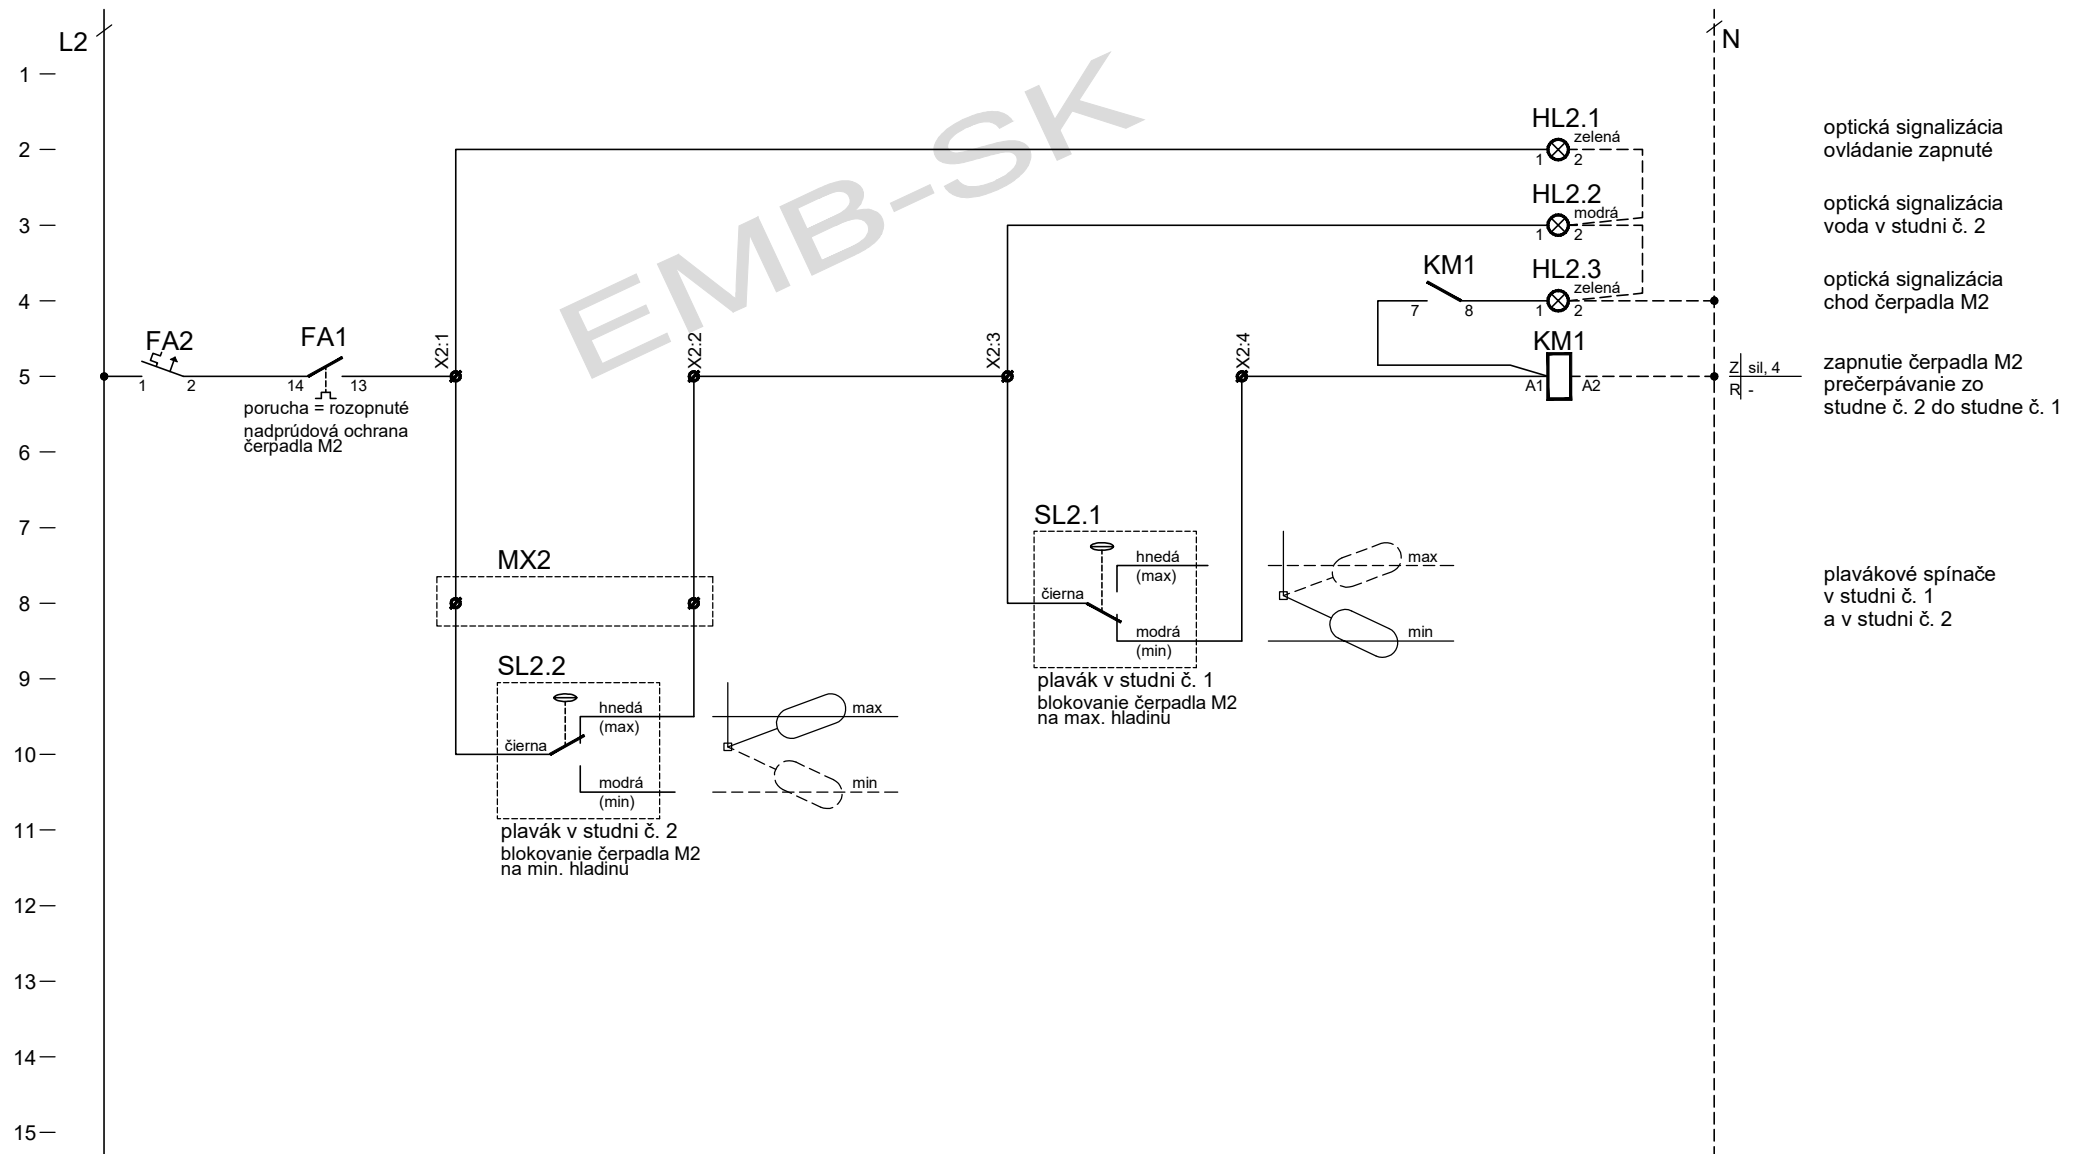 L2
N
EMB-SK
1
2
3
4
5
6
7
8
9
10
11
12
13
14
15
HL2.1
zelená
1 2
optická signalizácia
ovládanie zapnuté
HL2.2
modrá
1 2
optická signalizácia
voda v studni č. 2
KM1
7 8
HL2.3
zelená
1 2
optická signalizácia
chod čerpadla M2
FA2
1 2
FA1
14 13
porucha = rozopnuté
nadprúdová ochrana
čerpadla M2
X2:1
X2:2
X2:3
X2:4
KM1
A1 A2
Z sil, 4
R -
zapnutie čerpadla M2
prečerpávanie zo
studne č. 2 do studne č. 1
MX2
SL2.1
hnedá
(max)
čierna
modrá
(min)
max
min
plavák v studni č. 1
blokovanie čerpadla M2
na max. hladinu
plavákové spínače
v studni č. 1
a v studni č. 2
SL2.2
hnedá
(max)
čierna
modrá
(min)
max
min
plavák v studni č. 2
blokovanie čerpadla M2
na min. hladinu